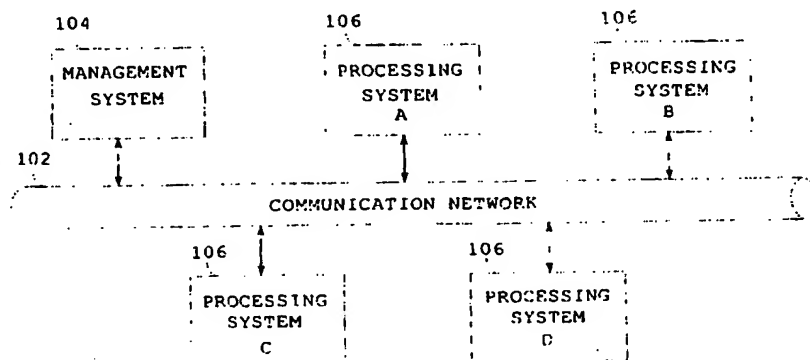 104
MANAGEMENT
SYSTEM
106
PROCESSING
SYSTEM
A
106
PROCESSING
SYSTEM
B
102
COMMUNICATION NETWORK
106
PROCESSING
SYSTEM
C
106
PROCESSING
SYSTEM
D